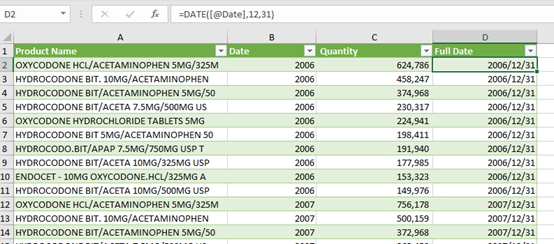 D2 =DATE([@Date],12,31)
A B C D
1 Product Name Date Quantity Full Date
2 OXYCODONE HCL/ACETAMINOPHEN 5MG/325M 2006 624,786 2006/12/31
3 HYDROCODONE BIT. 10MG/ACETAMINOPHEN 2006 458,247 2006/12/31
4 HYDROCODONE BIT/ACETAMINOPHEN 5MG/50 2006 374,968 2006/12/31
5 HYDROCODONE BIT/ACETA 7.5MG/500MG US 2006 230,317 2006/12/31
6 OXYCODONE HYDROCHLORIDE TABLETS 5MG 2006 224,941 2006/12/31
7 HYDROCODONE BIT 5MG/ACETAMINOPHEN 50 2006 198,411 2006/12/31
8 HYDROCODO.BIT/APAP 7.5MG/750MG USP T 2006 191,940 2006/12/31
9 HYDROCODONE BIT/ACETA 10MG/325MG USP 2006 177,985 2006/12/31
10 ENDOCET - 10MG OXYCODONE.HCL/325MG A 2006 153,323 2006/12/31
11 HYDROCODONE BIT/ACETA 10MG/500MG USP 2006 149,976 2006/12/31
12 OXYCODONE HCL/ACETAMINOPHEN 5MG/325M 2007 756,178 2007/12/31
13 HYDROCODONE BIT. 10MG/ACETAMINOPHEN 2007 500,159 2007/12/31
14 HYDROCODONE BIT/ACETAMINOPHEN 5MG/50 2007 372,968 2007/12/31